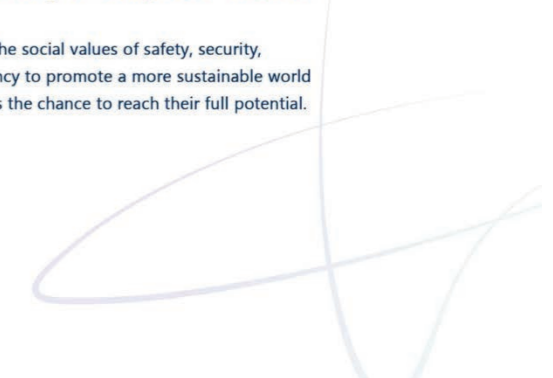 he social values of safety, security,
ncy to promote a more sustainable world
s the chance to reach their full potential.